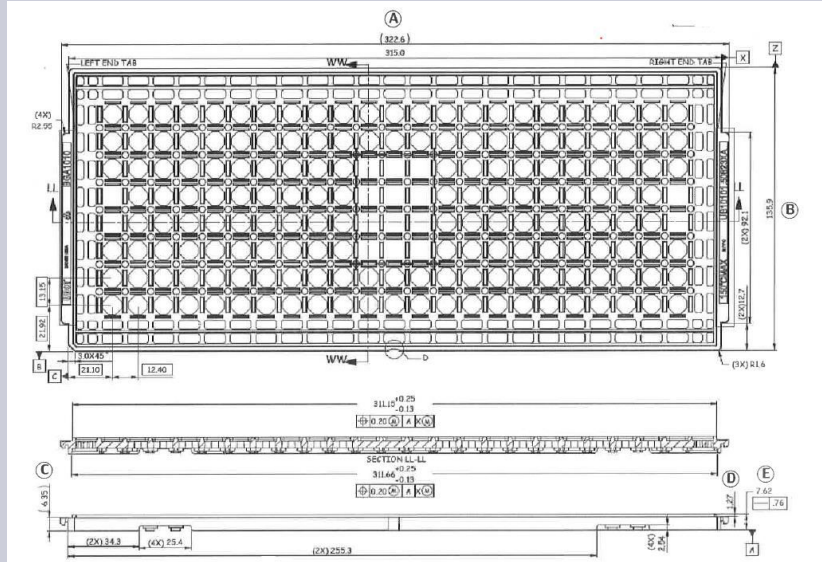 A
(322.6)
315.0
WW
LEFT END TAB
RIGHT END TAB
X
Z
(4X)
R2.55
BGA1010
(2X) 92.1
135.9
B
13.15
21.92
(2X)12.7
3.0X45°
B
C
21.10
12.40
WW
D
(3X) R1.6
311.15 +0.25
-0.13
0.20 M A X M
SECTION LL-LL
311.66 +0.25
-0.13
0.20 M A X M
C
D
E
6.35
1.27
7.62
.76
(2X) 34.3
(4X) 25.4
(2X) 255.3
(4X)
2.54
A